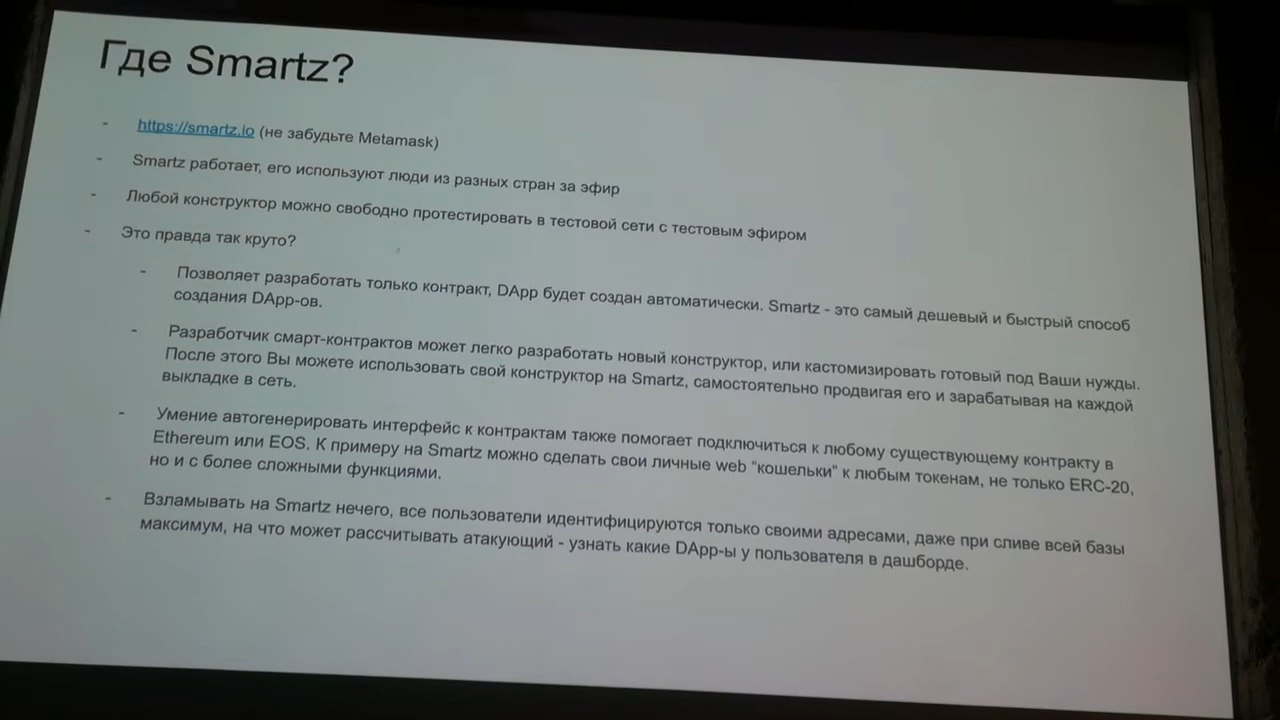 Где Smartz?
- https://smartz.io (не забудьте Metamask)
- Smartz работает, его используют люди из разных стран за эфир
- Любой конструктор можно свободно протестировать в тестовой сети с тестовым эфиром
- Это правда так круто?
- Позволяет разработать только контракт, DApp будет создан автоматически. Smartz - это самый дешевый и быстрый способ
создания DApp-ов.
- Разработчик смарт-контрактов может легко разработать новый конструктор, или кастомизировать готовый под Ваши нужды.
После этого Вы можете использовать свой конструктор на Smartz, самостоятельно продвигая его и зарабатывая на каждой
выкладке в сеть.
- Умение автогенерировать интерфейс к контрактам также помогает подключиться к любому существующему контракту в
Ethereum или EOS. К примеру на Smartz можно сделать свои личные web “кошельки” к любым токенам, не только ERC-20,
но и с более сложными функциями.
- Взламывать на Smartz нечего, все пользователи идентифицируются только своими адресами, даже при сливе всей базы
максимум, на что может рассчитывать атакующий - узнать какие DApp-ы у пользователя в дашборде.